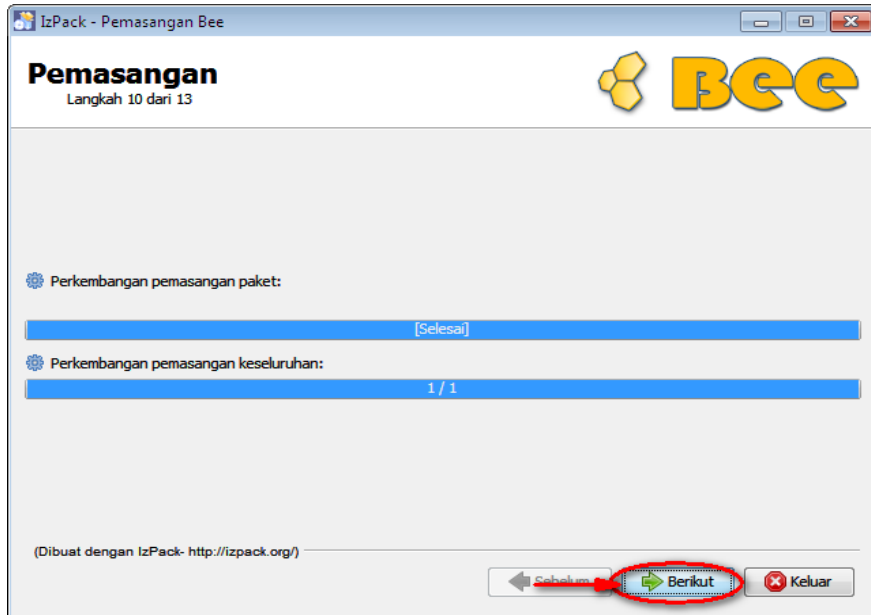 IzPack - Pemasangan Bee
Pemasangan
Langkah 10 dari 13
Bee
Perkembangan pemasangan paket:
[Selesai]
Perkembangan pemasangan keseluruhan:
1 / 1
(Dibuat dengan IzPack- http://izpack.org/)
Sebelum
Berikut
Keluar